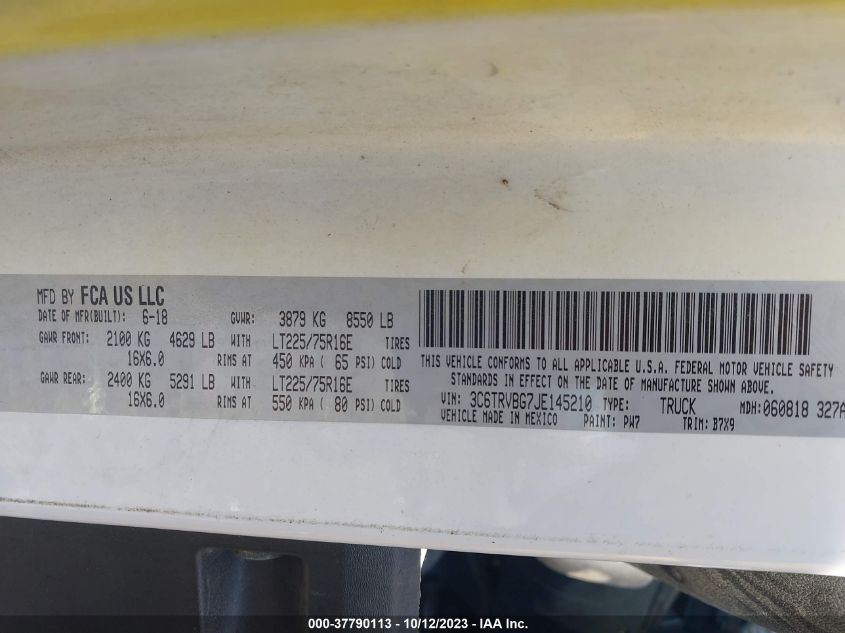 MFD BY FCA US LLC
DATE OF MFR(BUILT): 6-18 GVWR: 3879 KG 8550 LB
GAWR FRONT: 2100 KG 4629 LB WITH LT225/75R16E TIRES
16X6.0 RIMS AT 450 KPA ( 65 PSI) COLD
GAWR REAR: 2400 KG 5291 LB WITH LT225/75R16E TIRES
16X6.0 RIMS AT 550 KPA ( 80 PSI) COLD
THIS VEHICLE CONFORMS TO ALL APPLICABLE U.S.A. FEDERAL MOTOR VEHICLE SAFETY
STANDARDS IN EFFECT ON THE DATE OF MANUFACTURE SHOWN ABOVE.
VIN: 3C6TRVBG7JE145210 TYPE: TRUCK MDH:060818 327A
VEHICLE MADE IN MEXICO PAINT: PW7 TRIM: B7X9
000-37790113 - 10/12/2023 - IAA Inc.